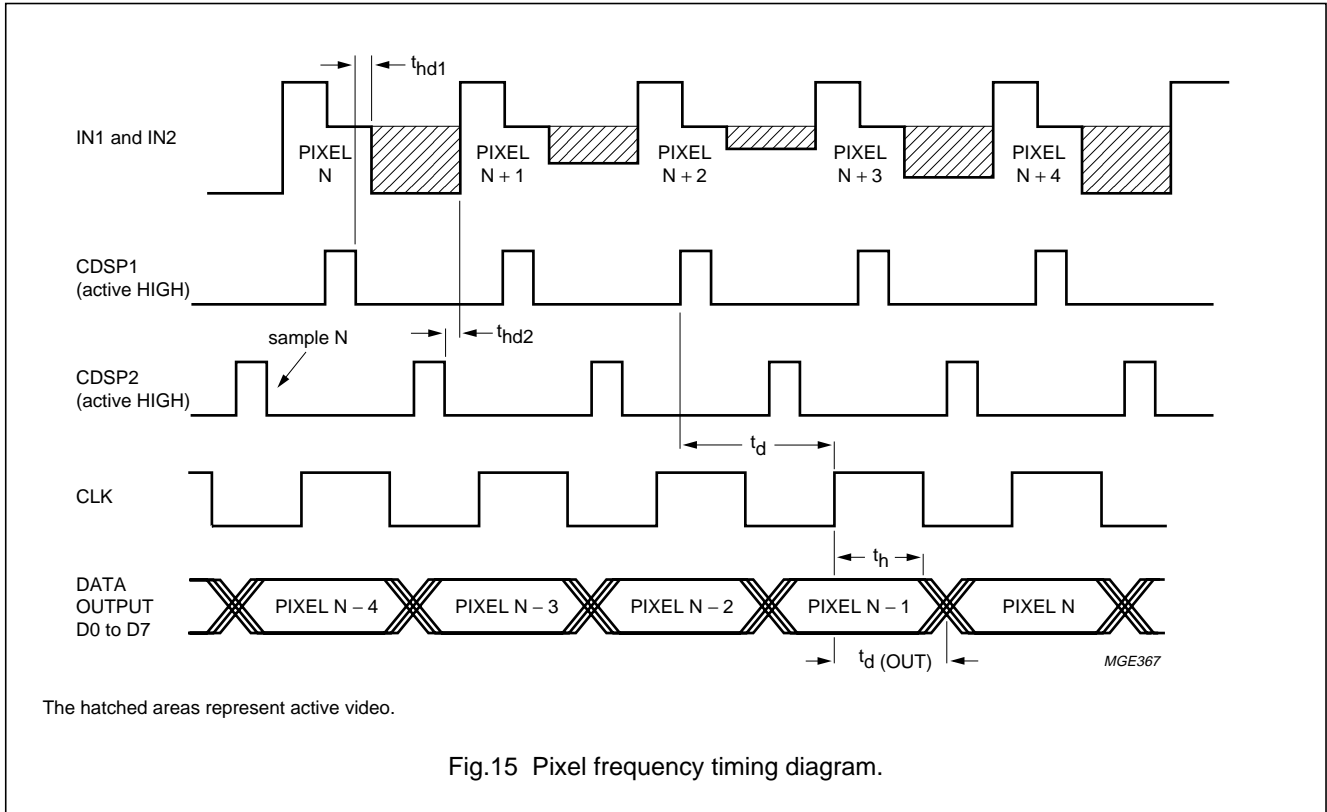 t_hd1
IN1 and IN2
PIXEL
N
PIXEL
N + 1
PIXEL
N + 2
PIXEL
N + 3
PIXEL
N + 4
CDSP1
(active HIGH)
t_hd2
sample N
CDSP2
(active HIGH)
t_d
CLK
t_h
DATA
OUTPUT
D0 to D7
PIXEL N − 4
PIXEL N − 3
PIXEL N − 2
PIXEL N − 1
PIXEL N
t_d (OUT)
MGE367
The hatched areas represent active video.
Fig.15 Pixel frequency timing diagram.